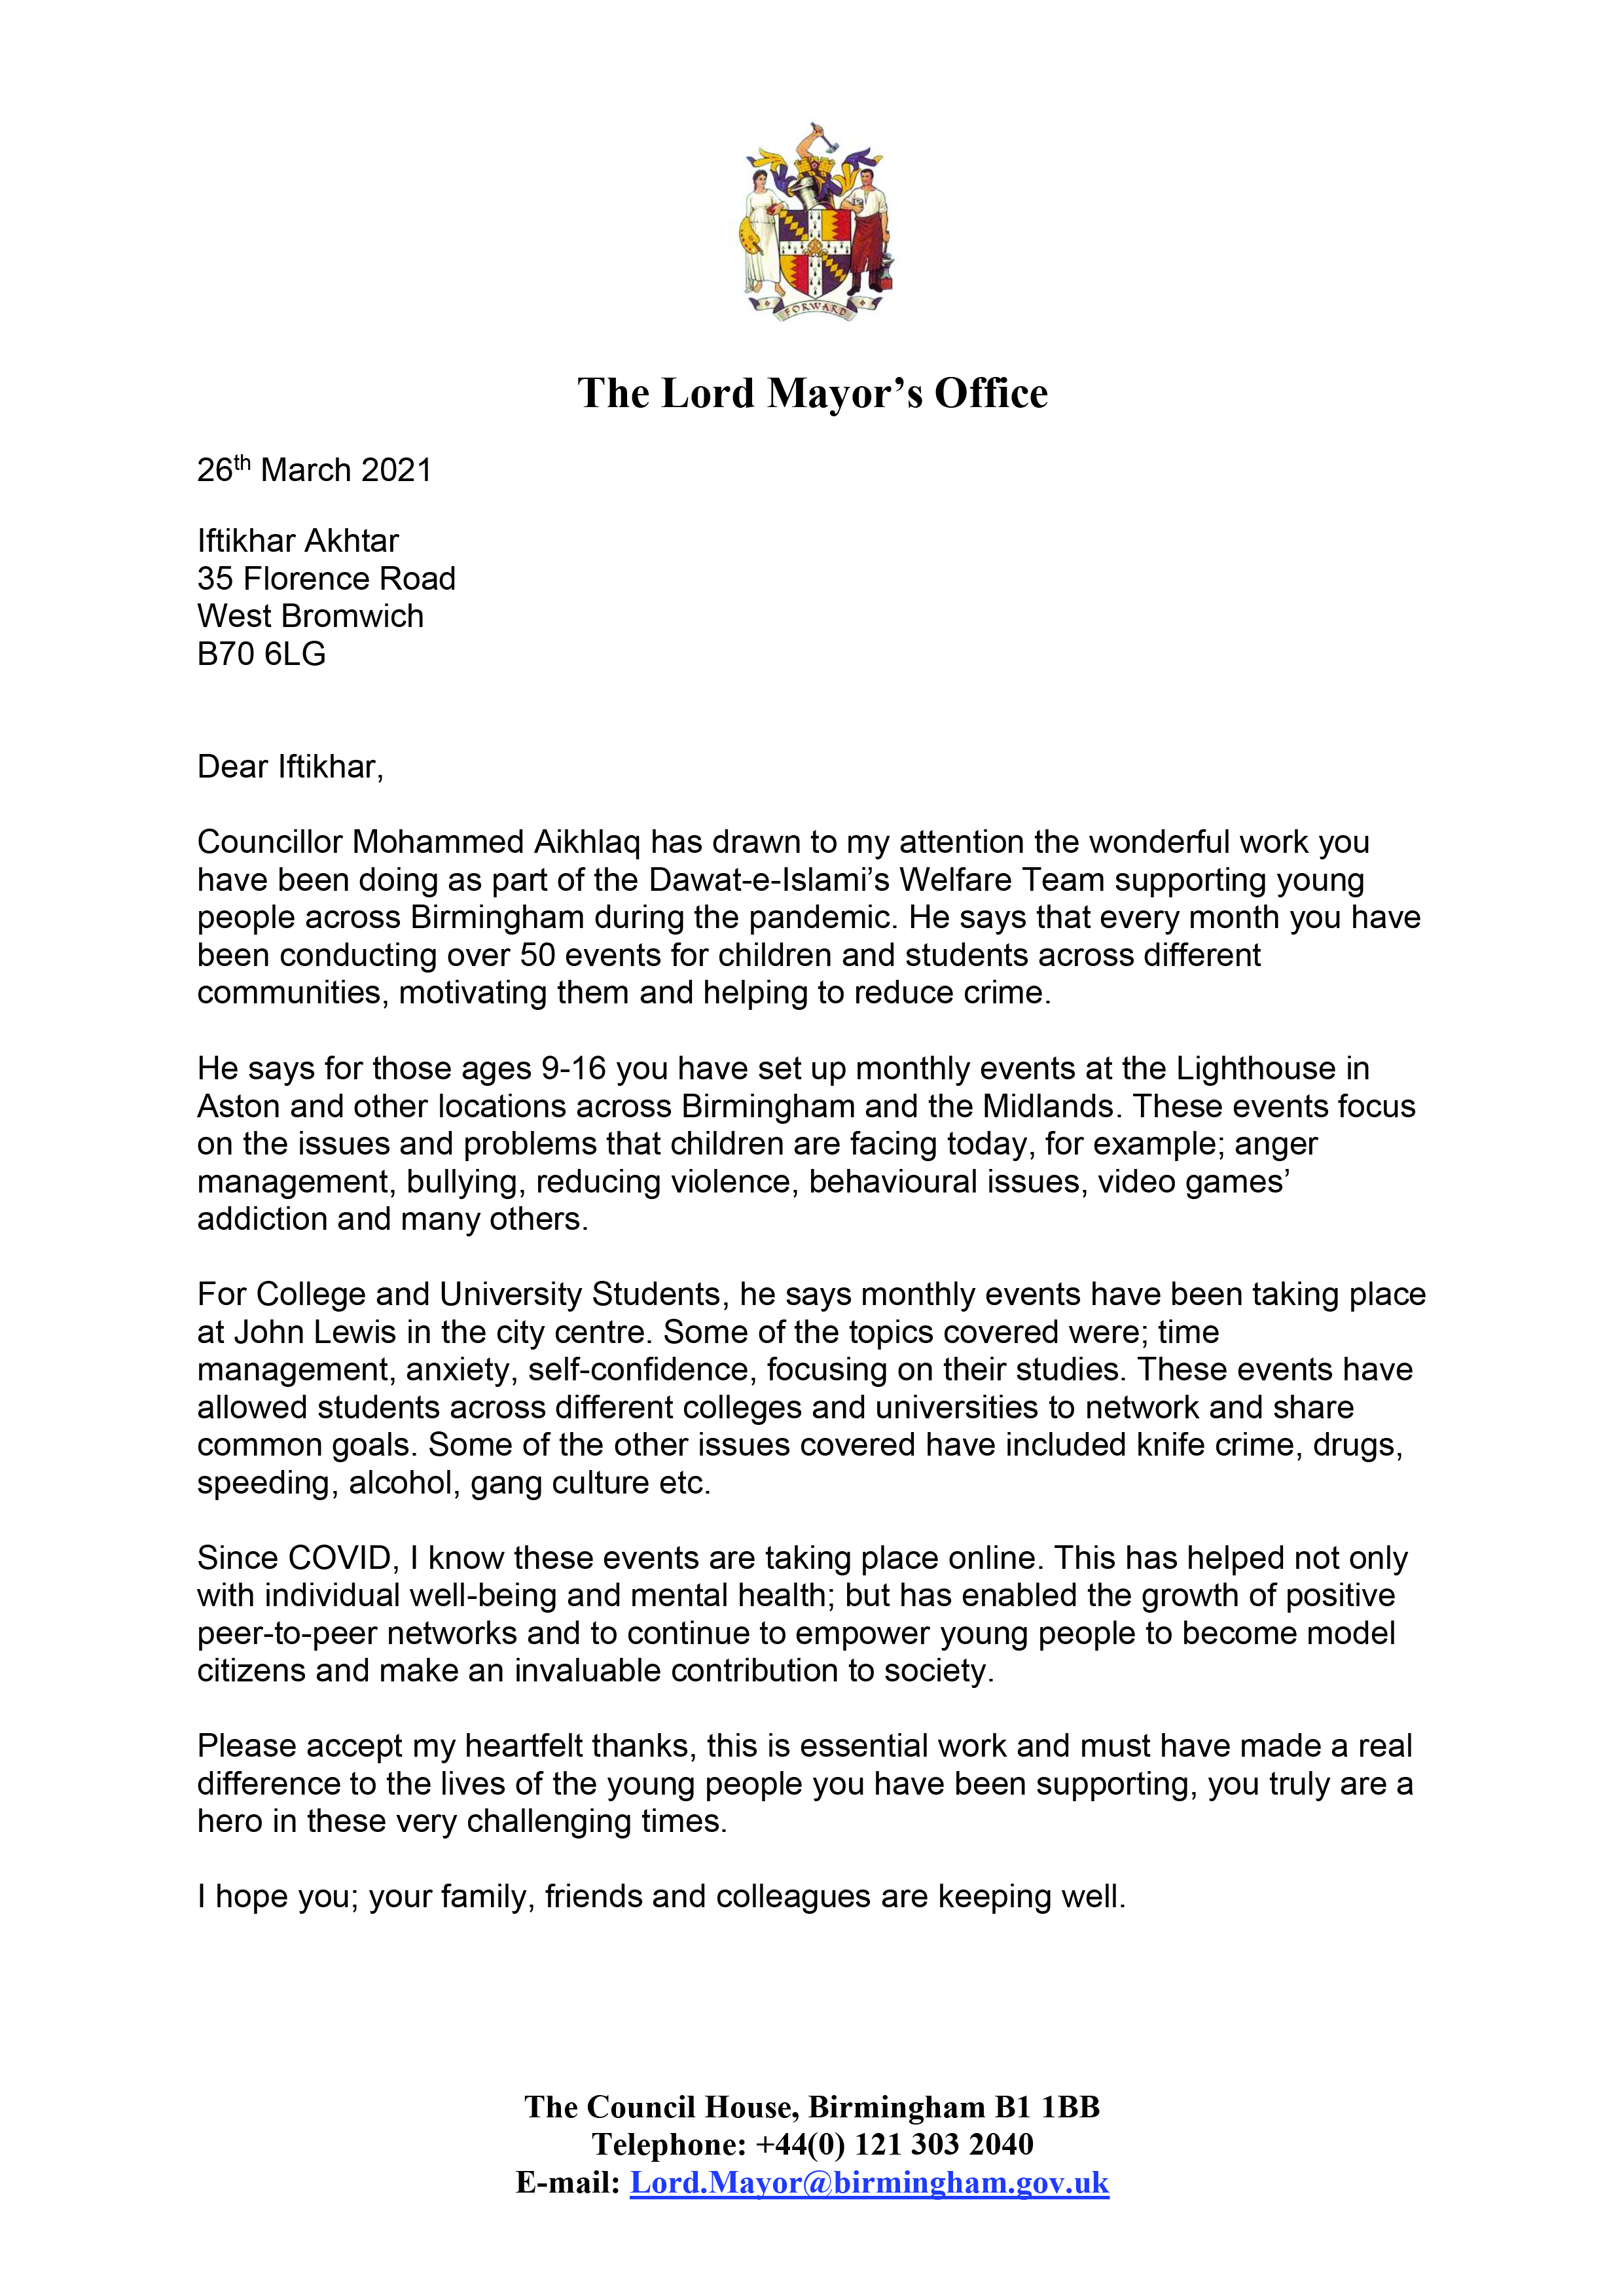 FORWARD
The Lord Mayor’s Office
26th March 2021
Iftikhar Akhtar
35 Florence Road
West Bromwich
B70 6LG
Dear Iftikhar,
Councillor Mohammed Aikhlaq has drawn to my attention the wonderful work you
have been doing as part of the Dawat-e-Islami’s Welfare Team supporting young
people across Birmingham during the pandemic. He says that every month you have
been conducting over 50 events for children and students across different
communities, motivating them and helping to reduce crime.
He says for those ages 9-16 you have set up monthly events at the Lighthouse in
Aston and other locations across Birmingham and the Midlands. These events focus
on the issues and problems that children are facing today, for example; anger
management, bullying, reducing violence, behavioural issues, video games’
addiction and many others.
For College and University Students, he says monthly events have been taking place
at John Lewis in the city centre. Some of the topics covered were; time
management, anxiety, self-confidence, focusing on their studies. These events have
allowed students across different colleges and universities to network and share
common goals. Some of the other issues covered have included knife crime, drugs,
speeding, alcohol, gang culture etc.
Since COVID, I know these events are taking place online. This has helped not only
with individual well-being and mental health; but has enabled the growth of positive
peer-to-peer networks and to continue to empower young people to become model
citizens and make an invaluable contribution to society.
Please accept my heartfelt thanks, this is essential work and must have made a real
difference to the lives of the young people you have been supporting, you truly are a
hero in these very challenging times.
I hope you; your family, friends and colleagues are keeping well.
The Council House, Birmingham B1 1BB
Telephone: +44(0) 121 303 2040
E-mail: Lord.Mayor@birmingham.gov.uk